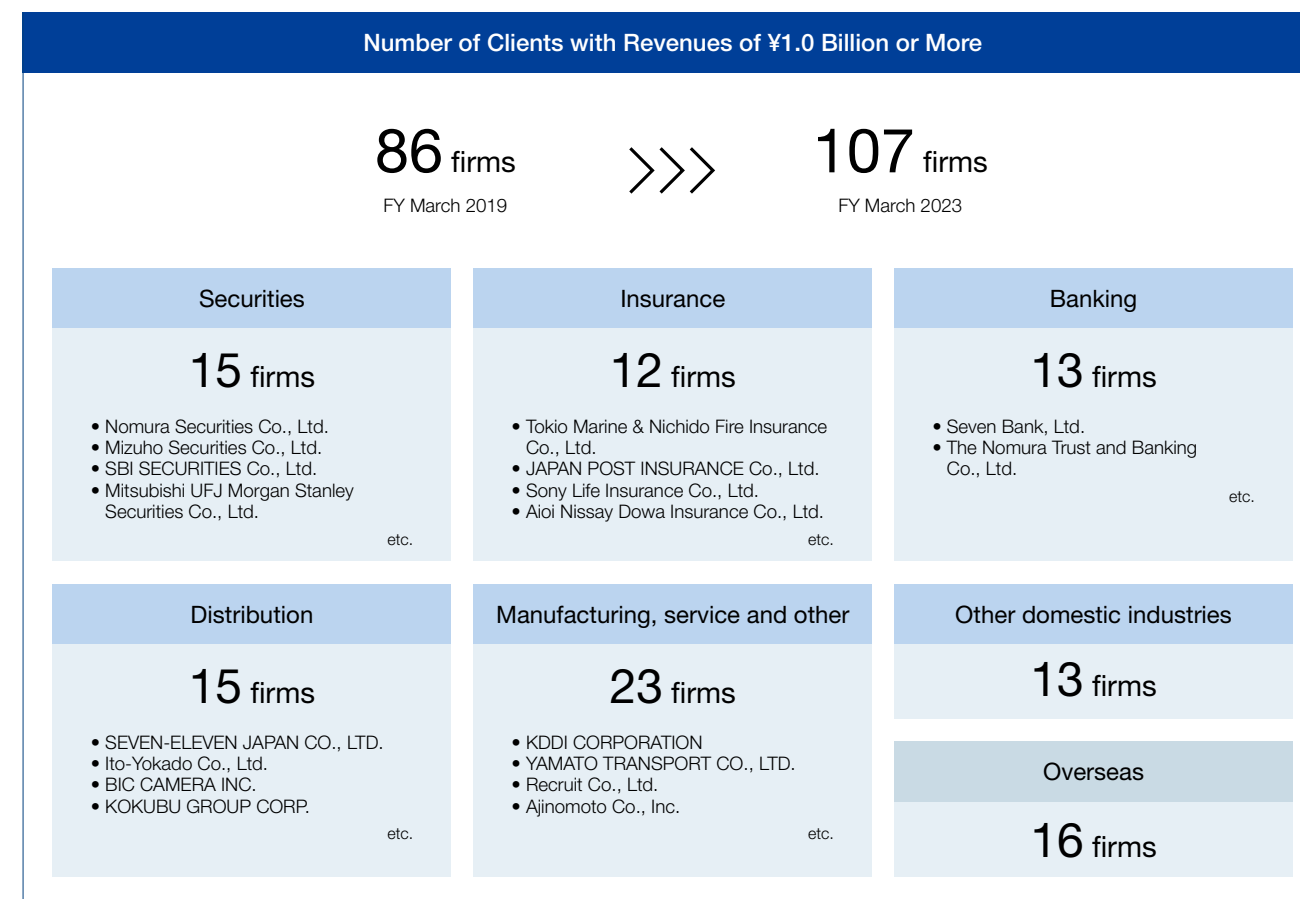 Number of Clients with Revenues of ¥1.0 Billion or More
86 firms
FY March 2019
107 firms
FY March 2023
Securities
15 firms
• Nomura Securities Co., Ltd.
• Mizuho Securities Co., Ltd.
• SBI SECURITIES Co., Ltd.
• Mitsubishi UFJ Morgan Stanley
Securities Co., Ltd.
etc.
Insurance
12 firms
• Tokio Marine & Nichido Fire Insurance
Co., Ltd.
• JAPAN POST INSURANCE Co., Ltd.
• Sony Life Insurance Co., Ltd.
• Aioi Nissay Dowa Insurance Co., Ltd.
etc.
Banking
13 firms
• Seven Bank, Ltd.
• The Nomura Trust and Banking
Co., Ltd.
etc.
Distribution
15 firms
• SEVEN-ELEVEN JAPAN CO., LTD.
• Ito-Yokado Co., Ltd.
• BIC CAMERA INC.
• KOKUBU GROUP CORP.
etc.
Manufacturing, service and other
23 firms
• KDDI CORPORATION
• YAMATO TRANSPORT CO., LTD.
• Recruit Co., Ltd.
• Ajinomoto Co., Inc.
etc.
Other domestic industries
13 firms
Overseas
16 firms